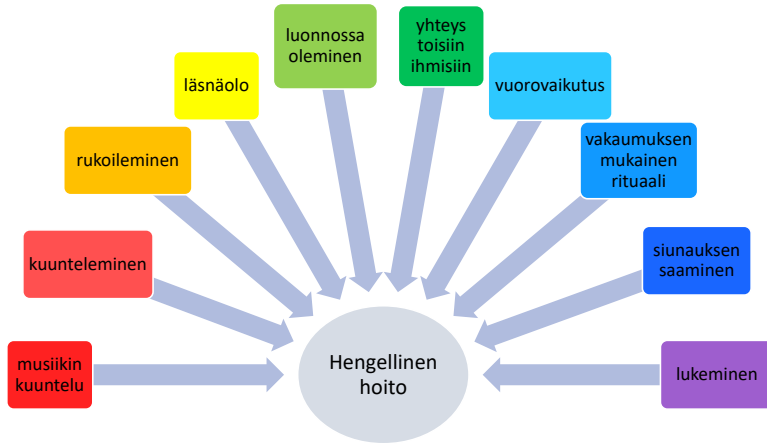 luonnossa
oleminen
yhteys
toisiin
ihmisiin
läsnäolo
vuorovaikutus
rukoileminen
vakaumuksen
mukainen
rituaali
kuunteleminen
siunauksen
saaminen
musiikin
kuuntelu
Hengellinen
hoito
lukeminen